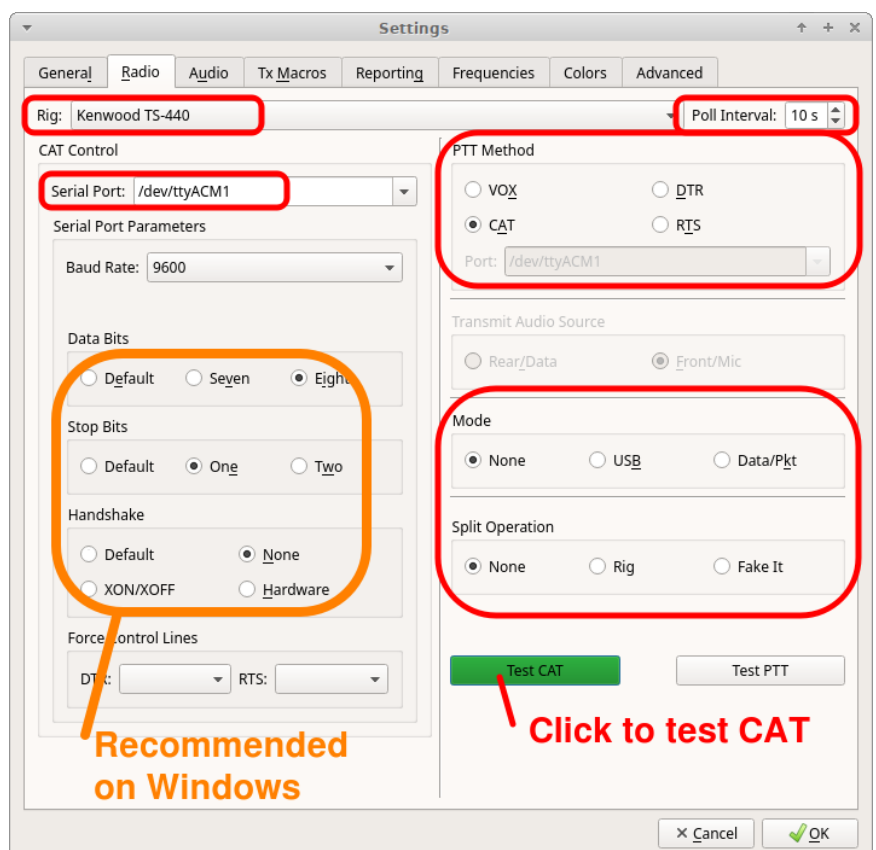 Settings
General Radio Audio Tx Macros Reporting Frequencies Colors Advanced
Rig: Kenwood TS-440 Poll Interval: 10 s
CAT Control
Serial Port: /dev/ttyACM1
Serial Port Parameters
Baud Rate: 9600
Data Bits
Default Seven Eight
Stop Bits
Default One Two
Handshake
Default None
XON/XOFF Hardware
Force Control Lines
DTR: RTS:
Recommended
on Windows
PTT Method
VOX DTR
CAT RTS
Port: /dev/ttyACM1
Transmit Audio Source
Rear/Data Front/Mic
Mode
None USB Data/Pkt
Split Operation
None Rig Fake It
Test CAT Test PTT
Click to test CAT
Cancel OK